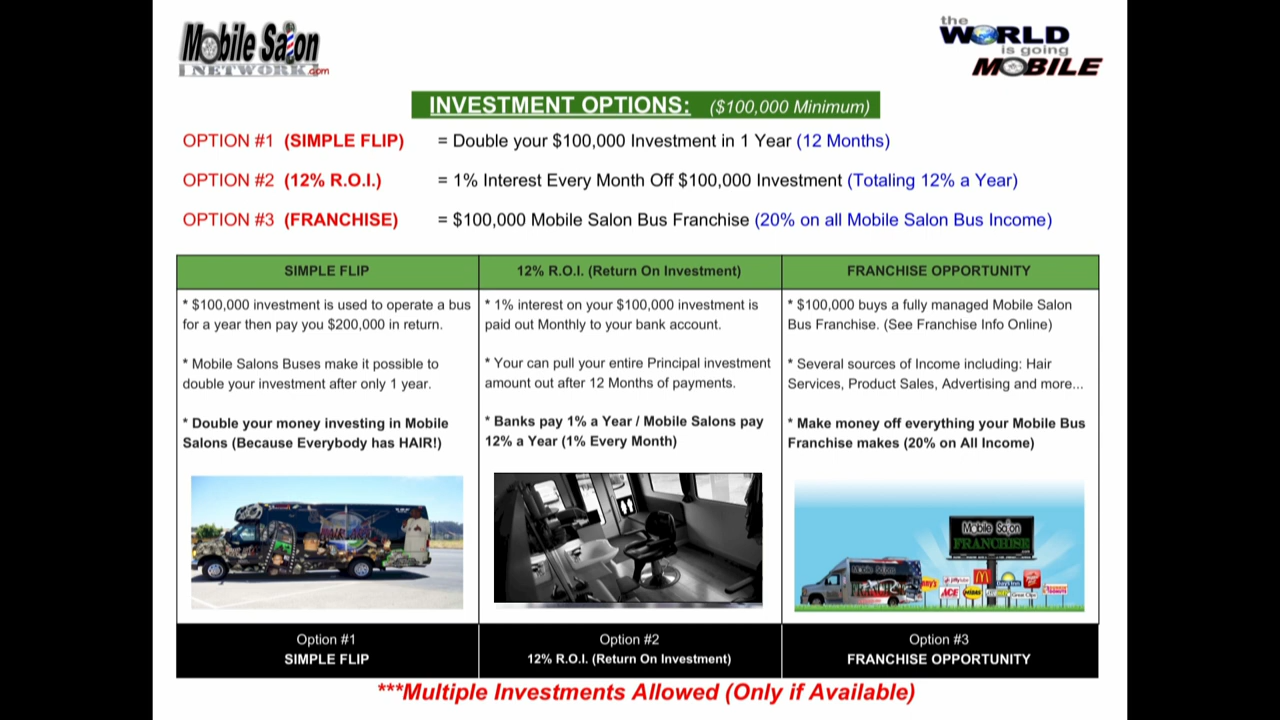 Mobile Salon
NETWORK.com
the
WORLD
is going
MOBILE
INVESTMENT OPTIONS: ($100,000 Minimum)
OPTION #1 (SIMPLE FLIP) = Double your $100,000 Investment in 1 Year (12 Months)
OPTION #2 (12% R.O.I.) = 1% Interest Every Month Off $100,000 Investment (Totaling 12% a Year)
OPTION #3 (FRANCHISE) = $100,000 Mobile Salon Bus Franchise (20% on all Mobile Salon Bus Income)
SIMPLE FLIP
* $100,000 investment is used to operate a bus
for a year then pay you $200,000 in return.
* Mobile Salons Buses make it possible to
double your investment after only 1 year.
* Double your money investing in Mobile
Salons (Because Everybody has HAIR!)
12% R.O.I. (Return On Investment)
* 1% interest on your $100,000 investment is
paid out Monthly to your bank account.
* Your can pull your entire Principal investment
amount out after 12 Months of payments.
* Banks pay 1% a Year / Mobile Salons pay
12% a Year (1% Every Month)
FRANCHISE OPPORTUNITY
* $100,000 buys a fully managed Mobile Salon
Bus Franchise. (See Franchise Info Online)
* Several sources of Income including: Hair
Services, Product Sales, Advertising and more...
* Make money off everything your Mobile Bus
Franchise makes (20% on All Income)
Mobile Salon
FRANCHISE
Mobile Salon
FRANCHISE
ACE
Option #1
SIMPLE FLIP
Option #2
12% R.O.I. (Return On Investment)
Option #3
FRANCHISE OPPORTUNITY
***Multiple Investments Allowed (Only if Available)